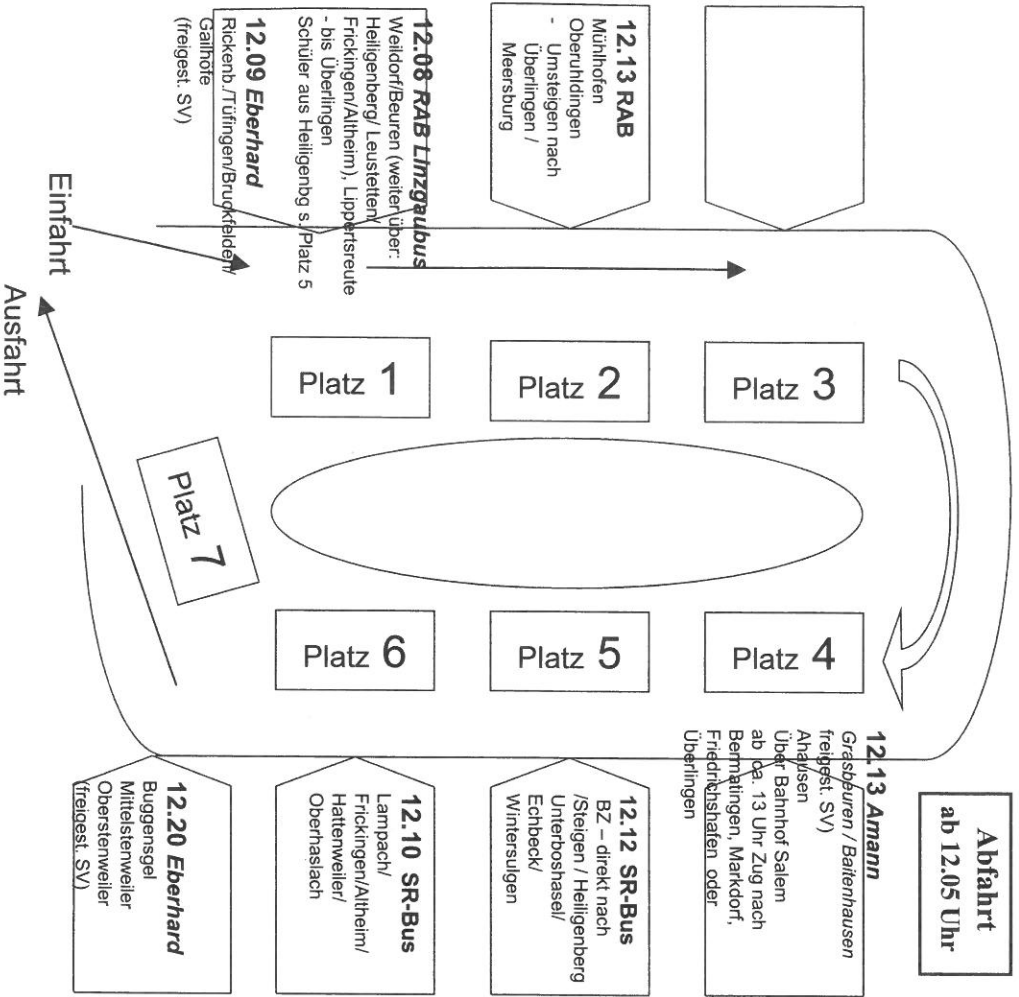 Abfahrt
ab 12.05 Uhr
12.13 RAB
Mühlhofen
Oberuhldingen
- Umsteigen nach
Überlingen /
Meersburg
12.08 RAB Linzgaubus
Weildorf/Beuren (weiter über:
Heiligenberg/ Leustetten/
Frickingen/Altheim), Lippertsreute
- bis Überlingen
Schüler aus Heiligenbg s. Platz 5
12.09 Eberhard
Rickenb./Tüfingen/Bruckfelden/
Gailhöfe
(freigest. SV)
Einfahrt
Ausfahrt
Platz 1
Platz 2
Platz 3
Platz 7
Platz 6
Platz 5
Platz 4
12.13 Amann
Grasbeuren / Baitenhausen
freigest. SV)
Ahausen
Über Bahnhof Salem
ab ca. 13 Uhr Zug nach
Bermatingen, Markdorf,
Friedrichshafen oder
Überlingen
12.12 SR-Bus
BZ – direkt nach
/Steigen / Heiligenberg
Unterboshasel/
Echbeck/
Wintersulgen
12.10 SR-Bus
Lampach/
Frickingen/Altheim/
Hattenweiler/
Oberhaslach
12.20 Eberhard
Buggensgel
Mittelstenweiler
Oberstenweiler
(freigest. SV)